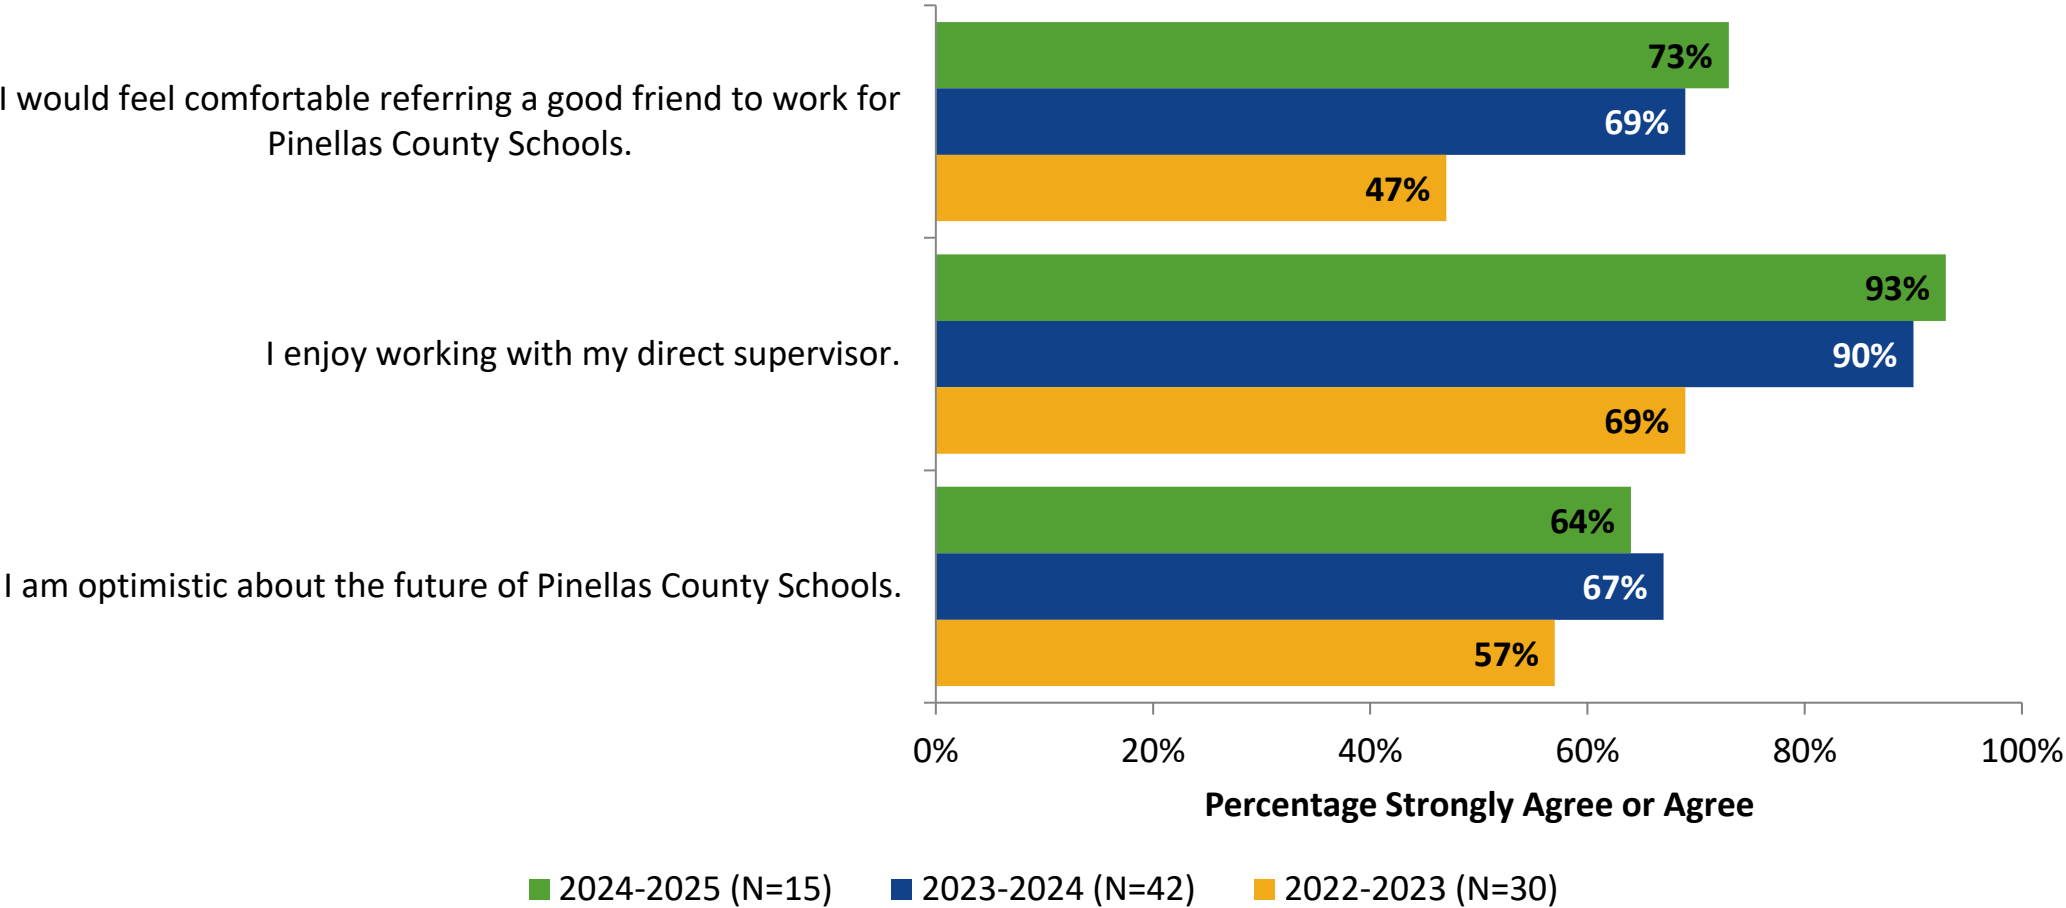 73%
I would feel comfortable referring a good friend to work for
Pinellas County Schools.
69%
47%
93%
I enjoy working with my direct supervisor.
90%
69%
64%
I am optimistic about the future of Pinellas County Schools.
67%
57%
0% 20% 40% 60% 80% 100%
Percentage Strongly Agree or Agree
2024-2025 (N=15) 2023-2024 (N=42) 2022-2023 (N=30)